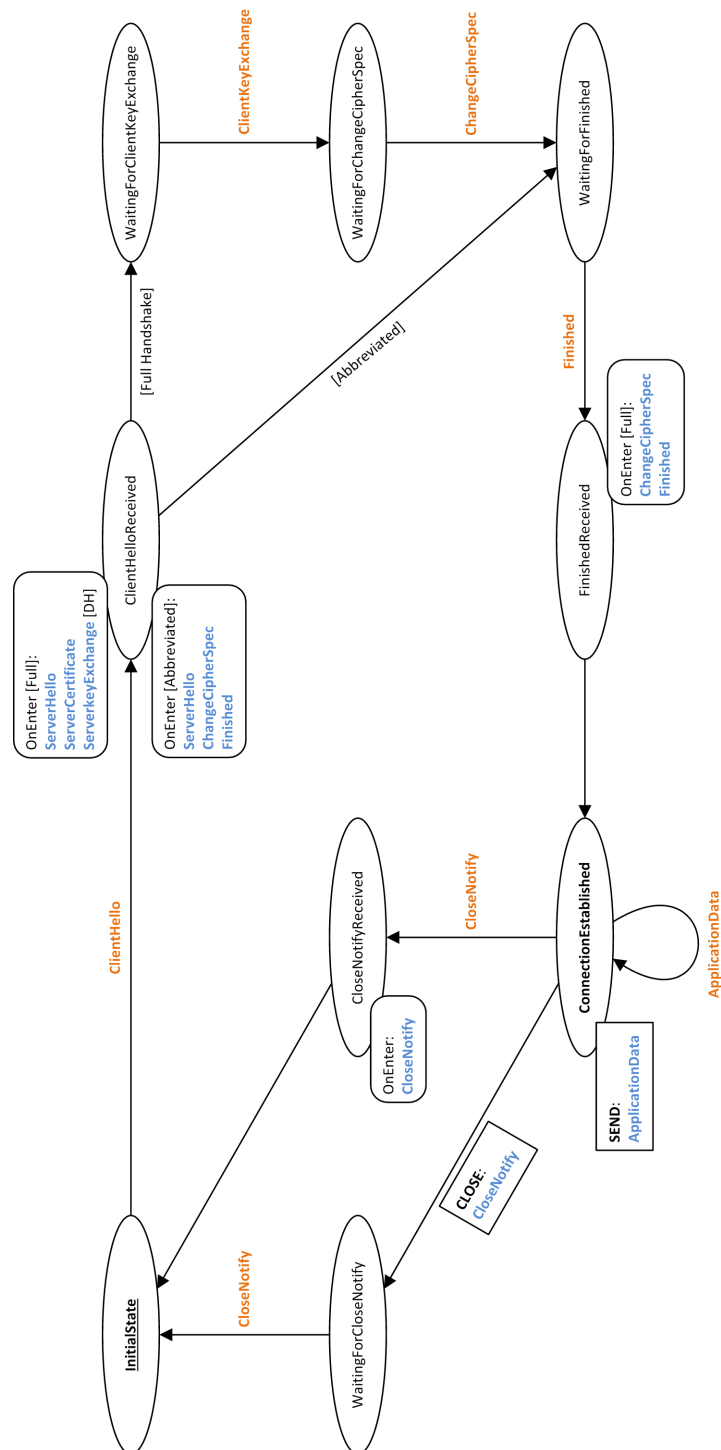 InitialState
ClientHello
OnEnter [Full]:
ServerHello
ServerCertificate
ServerkeyExchange [DH]
ClientHelloReceived
OnEnter [Abbreviated]:
ServerHello
ChangeCipherSpec
Finished
[Full Handshake]
WaitingForClientKeyExchange
CloseNotify
ClientKeyExchange
[Abbreviated]
WaitingForCloseNotify
CloseNotifyReceived
OnEnter:
CloseNotify
WaitingForChangeCipherSpec
CLOSE:
CloseNotify
CloseNotify
ChangeCipherSpec
ConnectionEstablished
SEND:
ApplicationData
ApplicationData
FinishedReceived
Finished
OnEnter [Full]:
ChangeCipherSpec
Finished
WaitingForFinished